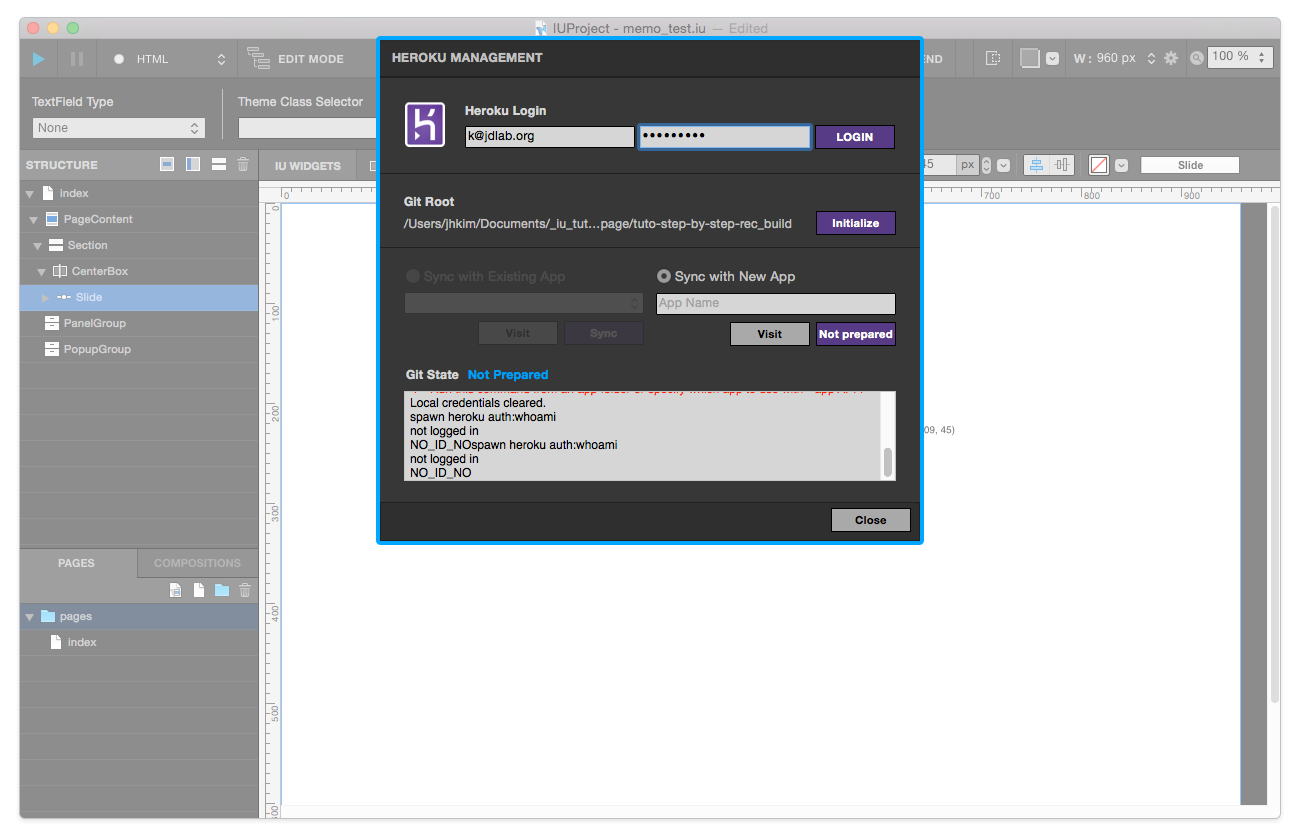 IUProject - memo_test.iu — Edited
HTML
EDIT MODE
END
W: 960 px
100 %
TextField Type
Theme Class Selector
None
STRUCTURE
IU WIDGETS
45 px
Slide
index
PageContent
Section
CenterBox
Slide
PanelGroup
PopupGroup
PAGES
COMPOSITIONS
pages
index
0
700
800
900
0
100
200
300
400
500
09, 45)
HEROKU MANAGEMENT
Heroku Login
k@jdlab.org
•••••••••
LOGIN
Git Root
/Users/jhkim/Documents/_iu_tut...page/tuto-step-by-step-rec_build
Initialize
Sync with Existing App
Sync with New App
App Name
Visit
Sync
Visit
Not prepared
Git State Not Prepared
Local credentials cleared.
spawn heroku auth:whoami
not logged in
NO_ID_NOspawn heroku auth:whoami
not logged in
NO_ID_NO
Close